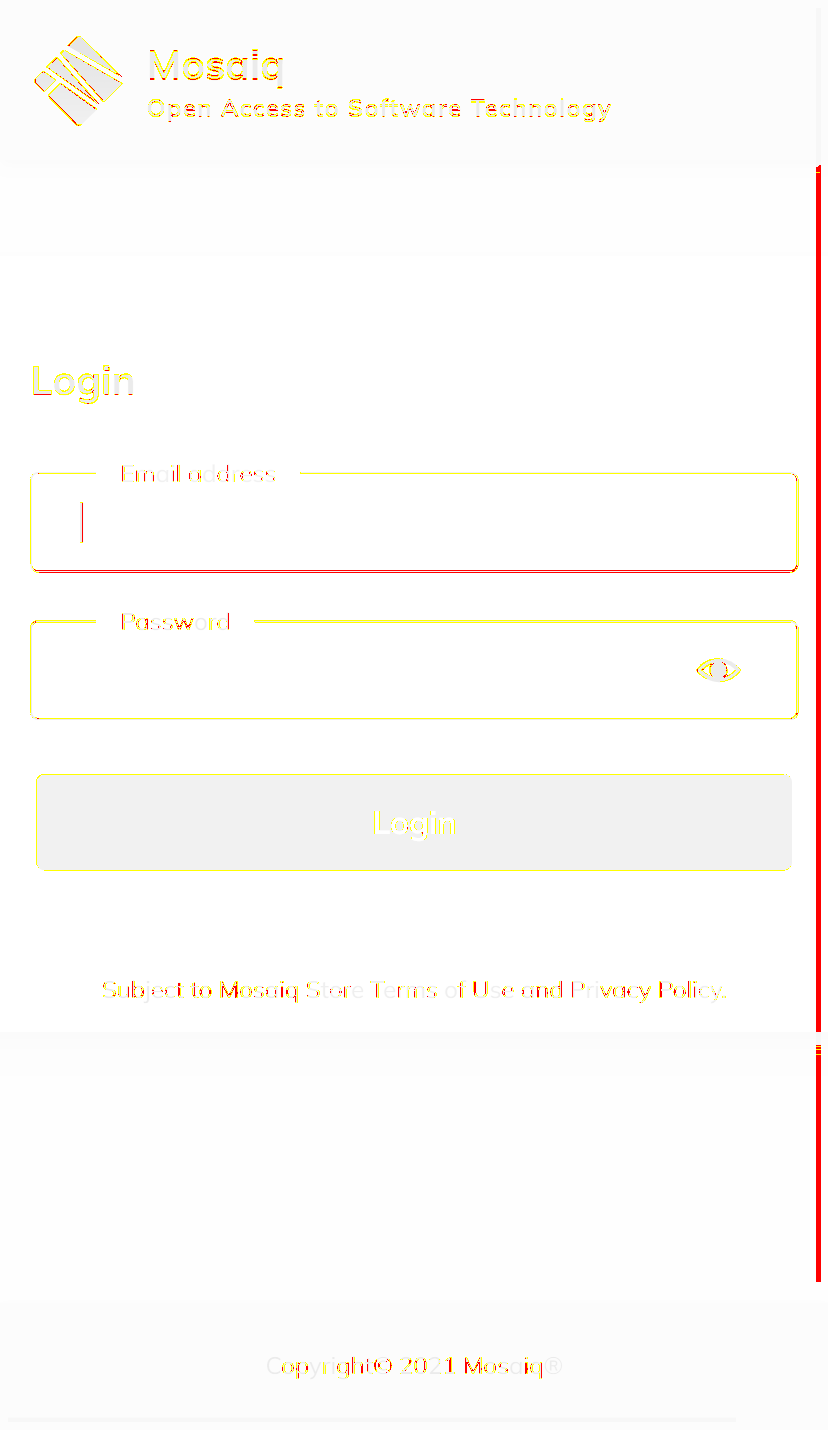 Mosaiq
Open Access to Software Technology
Login
Email address
Password
Login
Subject to Mosaiq Store Terms of Use and Privacy Policy.
Copyright© 2021 Mosaiq®